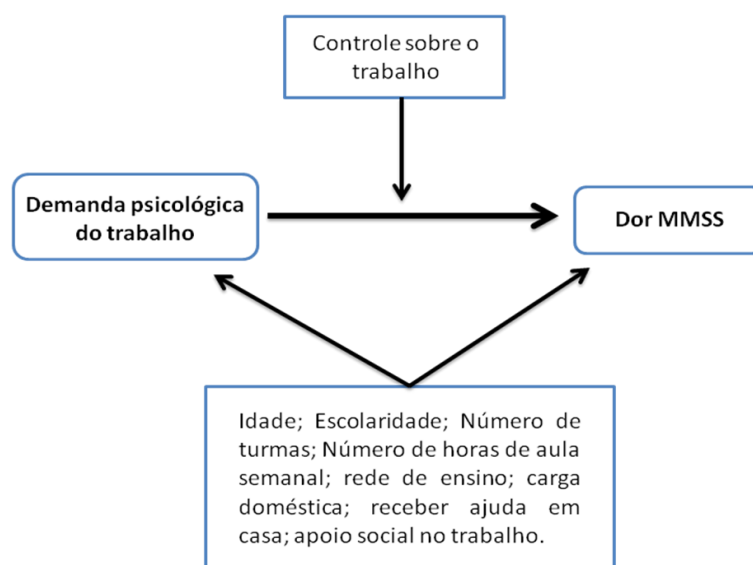 Controle sobre o
trabalho
Demanda psicológica
do trabalho
Dor MMSS
Idade; Escolaridade; Número de
turmas; Número de horas de aula
semanal; rede de ensino; carga
doméstica; receber ajuda em
casa; apoio social no trabalho.